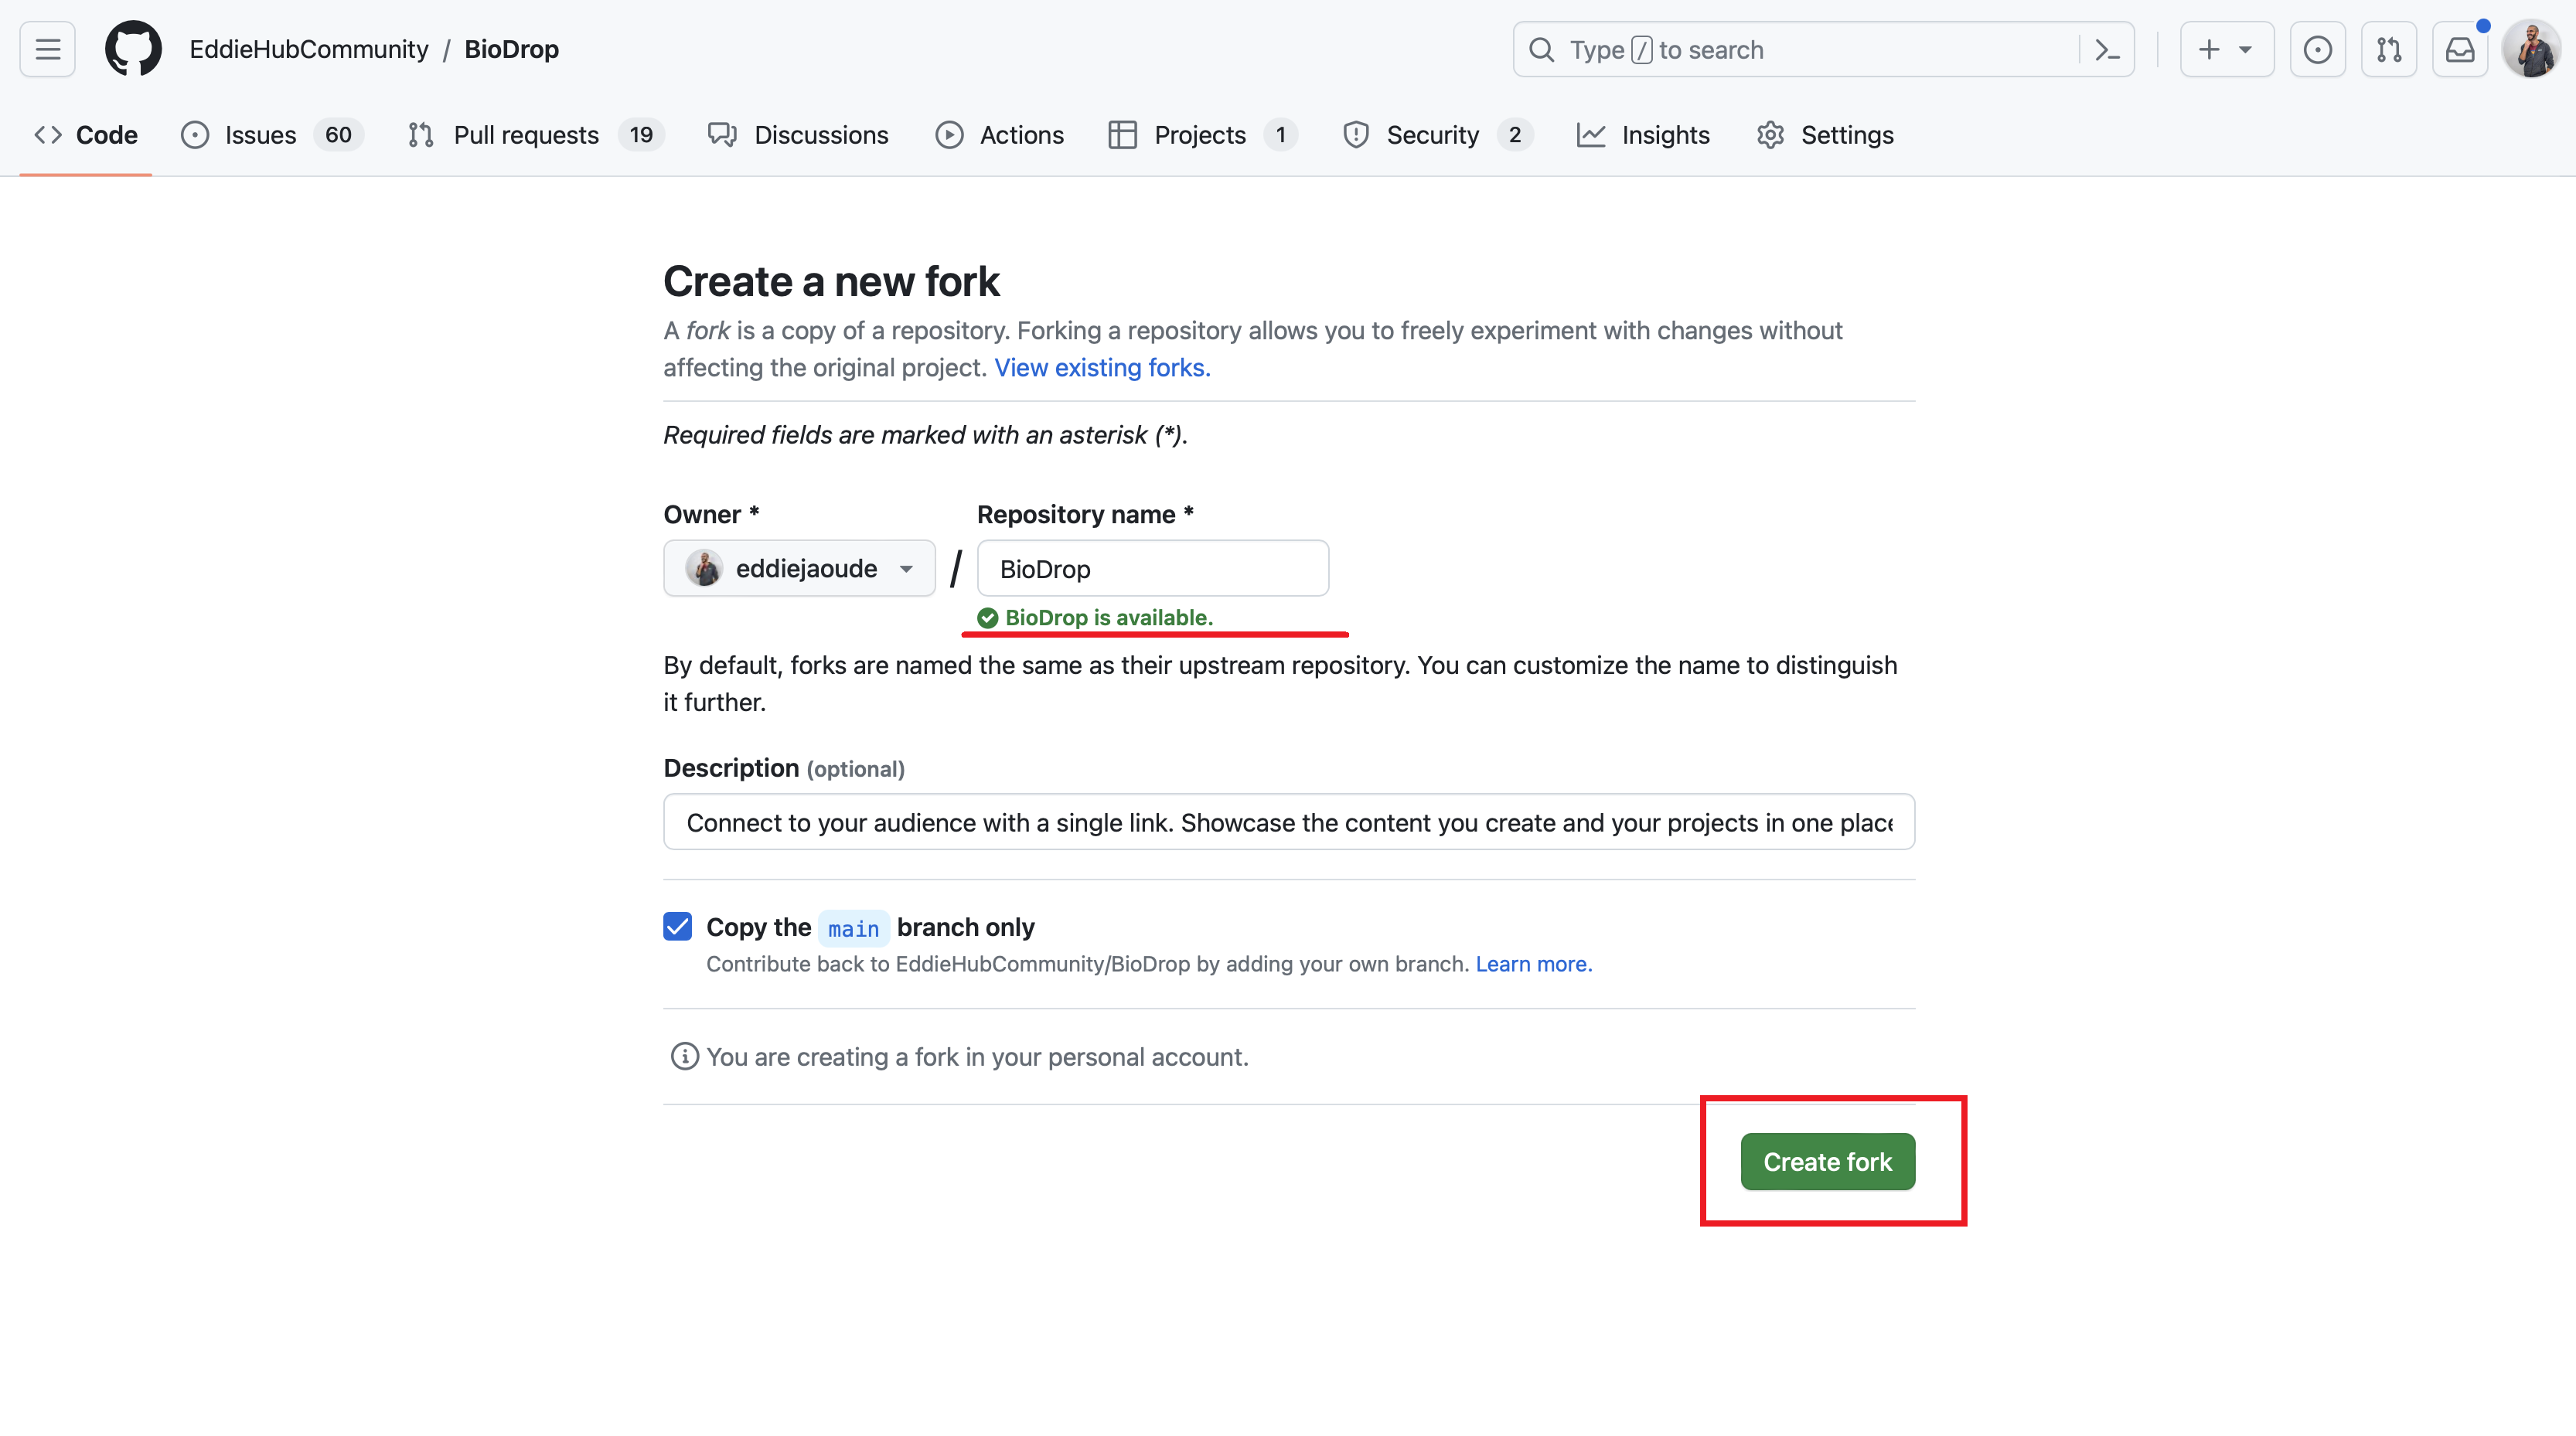 EddieHubCommunity / BioDrop
Type / to search
Code
Issues 60
Pull requests 19
Discussions
Actions
Projects 1
Security 2
Insights
Settings
Create a new fork
A fork is a copy of a repository. Forking a repository allows you to freely experiment with changes without
affecting the original project. View existing forks.
Required fields are marked with an asterisk (*).
Owner *
Repository name *
eddiejaoude / BioDrop
BioDrop is available.
By default, forks are named the same as their upstream repository. You can customize the name to distinguish
it further.
Description (optional)
Connect to your audience with a single link. Showcase the content you create and your projects in one place
Copy the main branch only
Contribute back to EddieHubCommunity/BioDrop by adding your own branch. Learn more.
You are creating a fork in your personal account.
Create fork